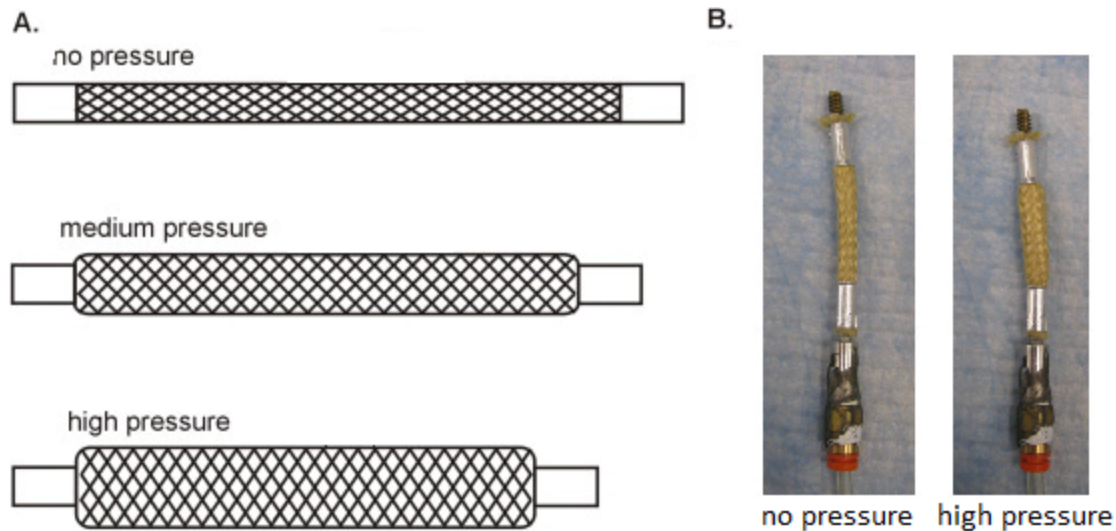 A.
no pressure
medium pressure
high pressure
B.
no pressure
high pressure